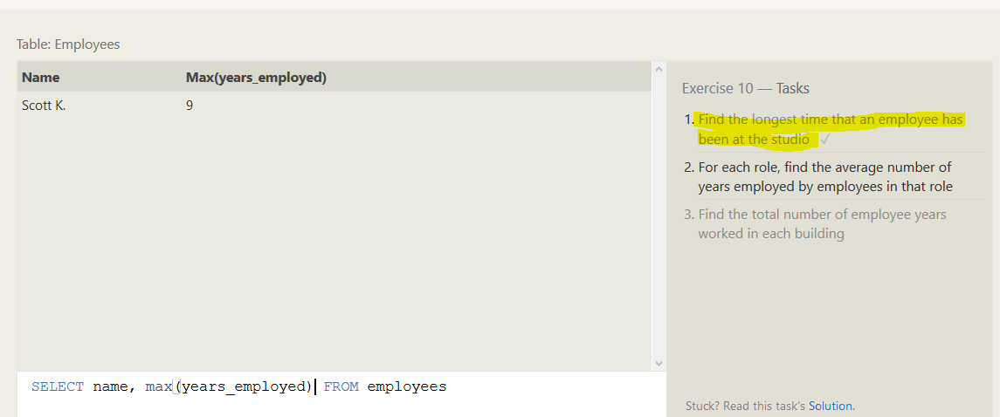 Table: Employees
Name Max(years_employed)
Scott K. 9
SELECT name, max(years_employed) FROM employees
Exercise 10 — Tasks
1. Find the longest time that an employee has
been at the studio ✓
2. For each role, find the average number of
years employed by employees in that role
3. Find the total number of employee years
worked in each building
Stuck? Read this task's Solution.